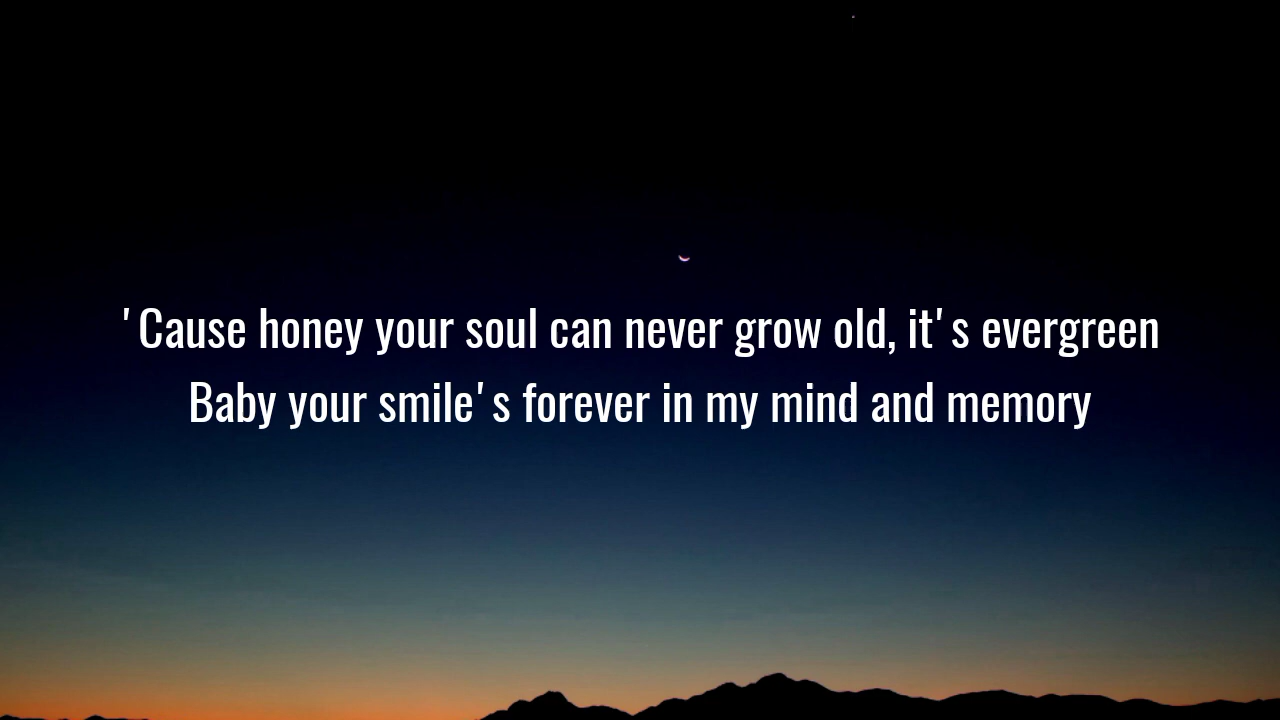 'Cause honey your soul can never grow old, it's evergreen
Baby your smile's forever in my mind and memory